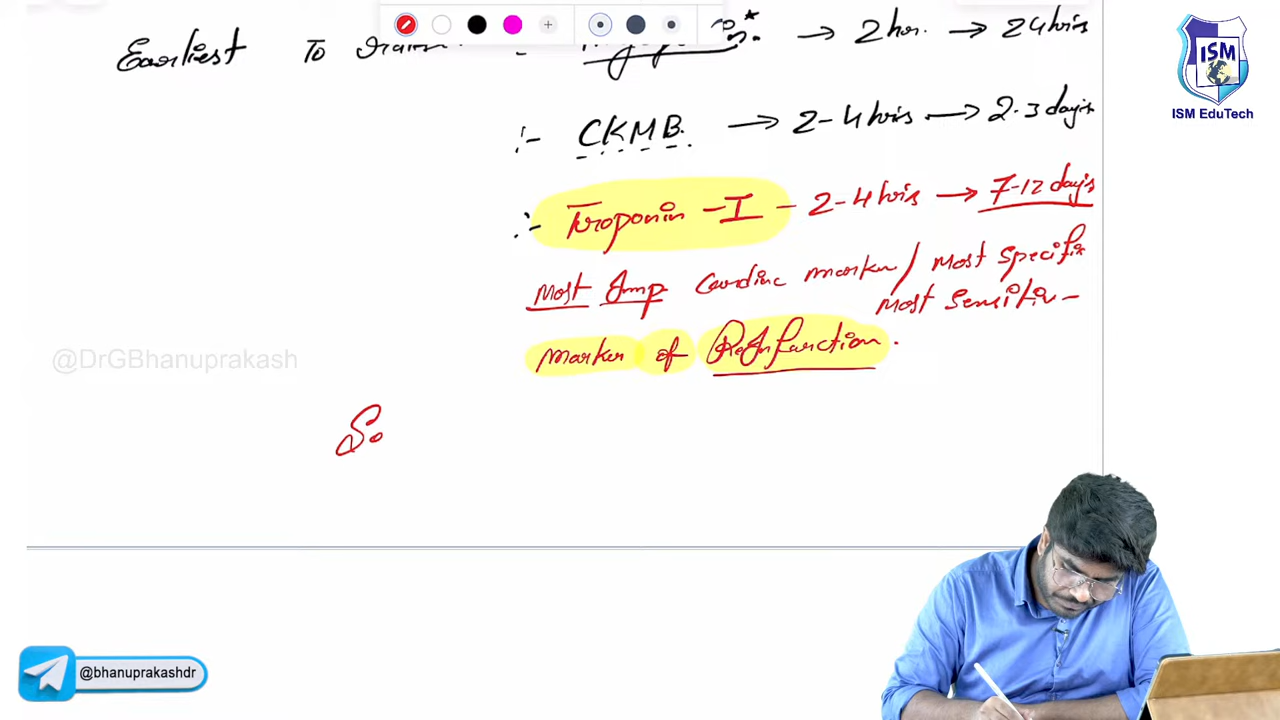 Earliest To → 2 hrs. → 24 hrs
:- CKMB. → 2-4 hrs → 2-3 days
:- Troponin - I - 2-4 hrs → 7-12 days
Most Imp Cardiac marker / Most Specific
Most Sensitive
marker of ReInfarction.
@DrGBhanuprakash
So
@bhanuprakashdr
ISM
ISM EduTech